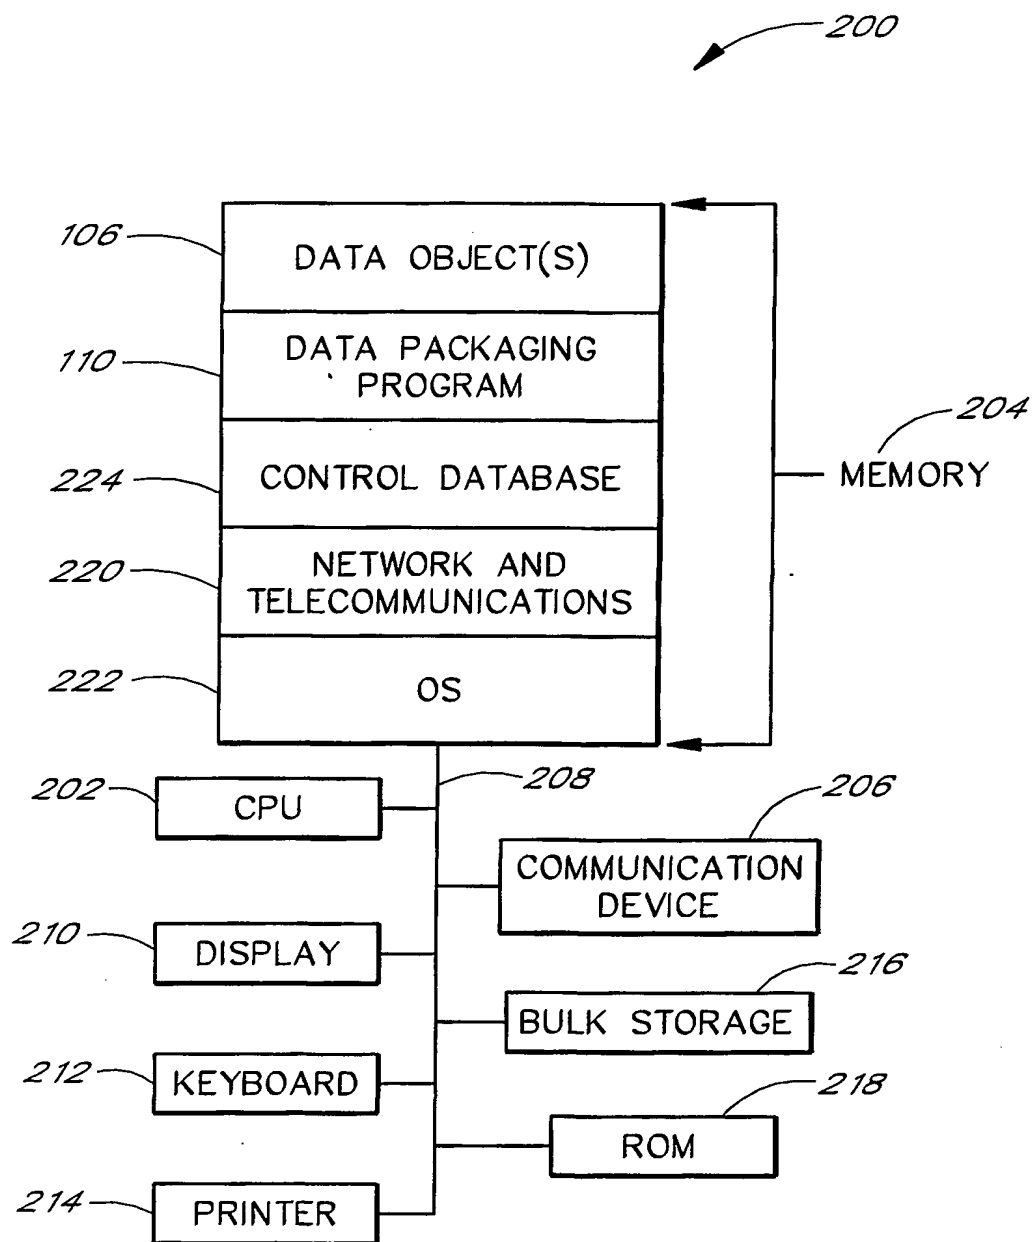 200
106
DATA OBJECT(S)
110
DATA PACKAGING
PROGRAM
204
MEMORY
224
CONTROL DATABASE
220
NETWORK AND
TELECOMMUNICATIONS
222
OS
208
202
CPU
206
COMMUNICATION
DEVICE
210
DISPLAY
216
BULK STORAGE
212
KEYBOARD
218
ROM
214
PRINTER